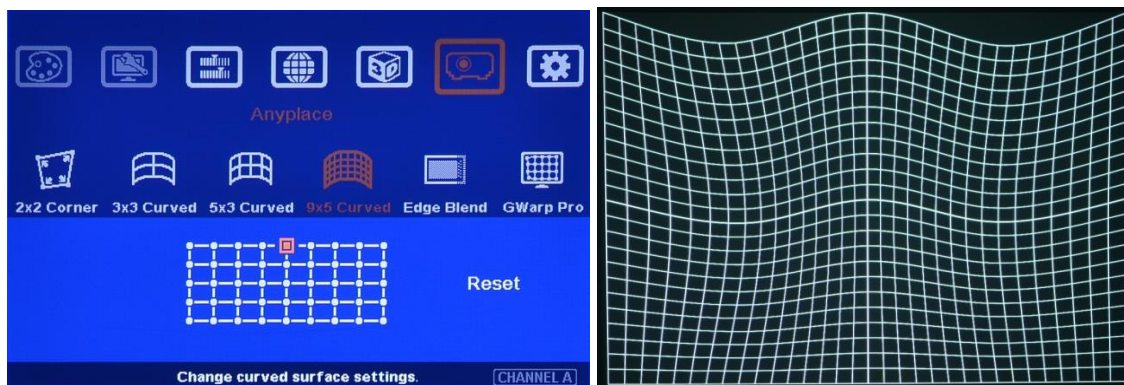 3D
Anyplace
2x2 Corner 3x3 Curved 5x3 Curved 9x5 Curved Edge Blend GWarp Pro
Reset
Change curved surface settings. CHANNEL A